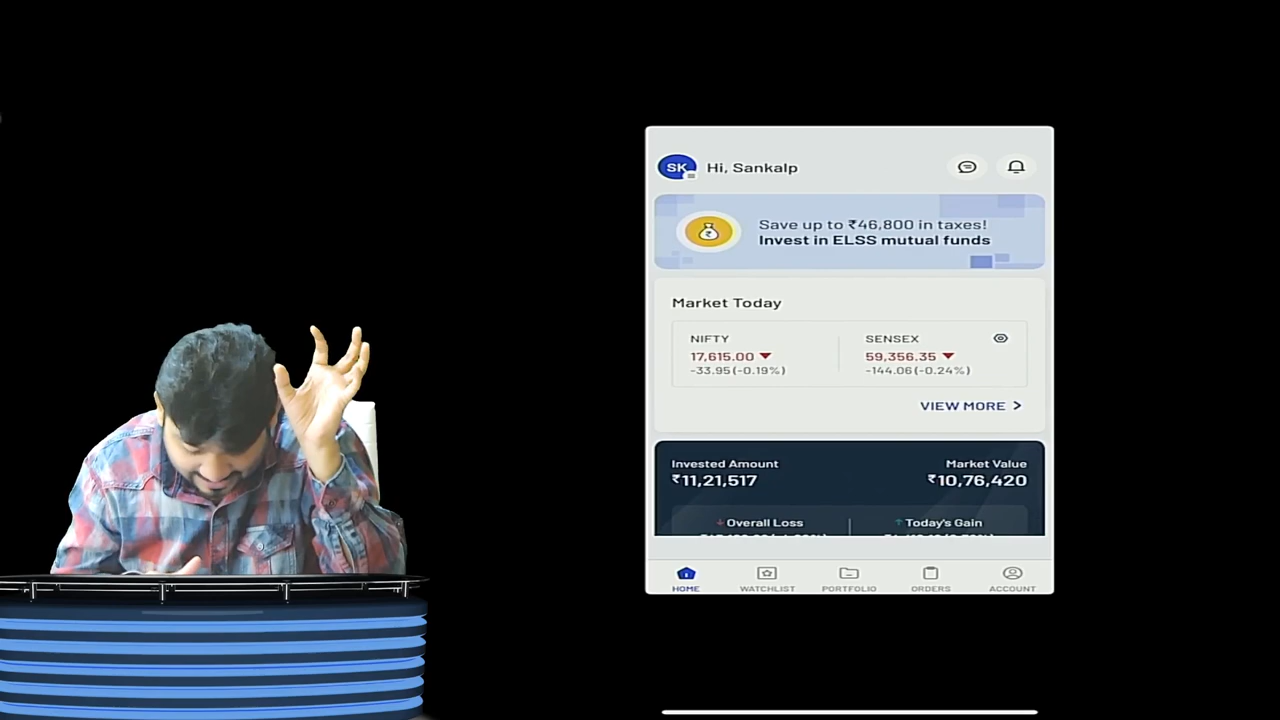 SK Hi, Sankalp
Save up to ₹46,800 in taxes!
Invest in ELSS mutual funds
Market Today
NIFTY
17,615.00
-33.95(-0.19%)
SENSEX
59,356.35
-144.06(-0.24%)
VIEW MORE >
Invested Amount
₹11,21,517
Market Value
₹10,76,420
Overall Loss
Today's Gain
HOME
WATCHLIST
PORTFOLIO
ORDERS
ACCOUNT